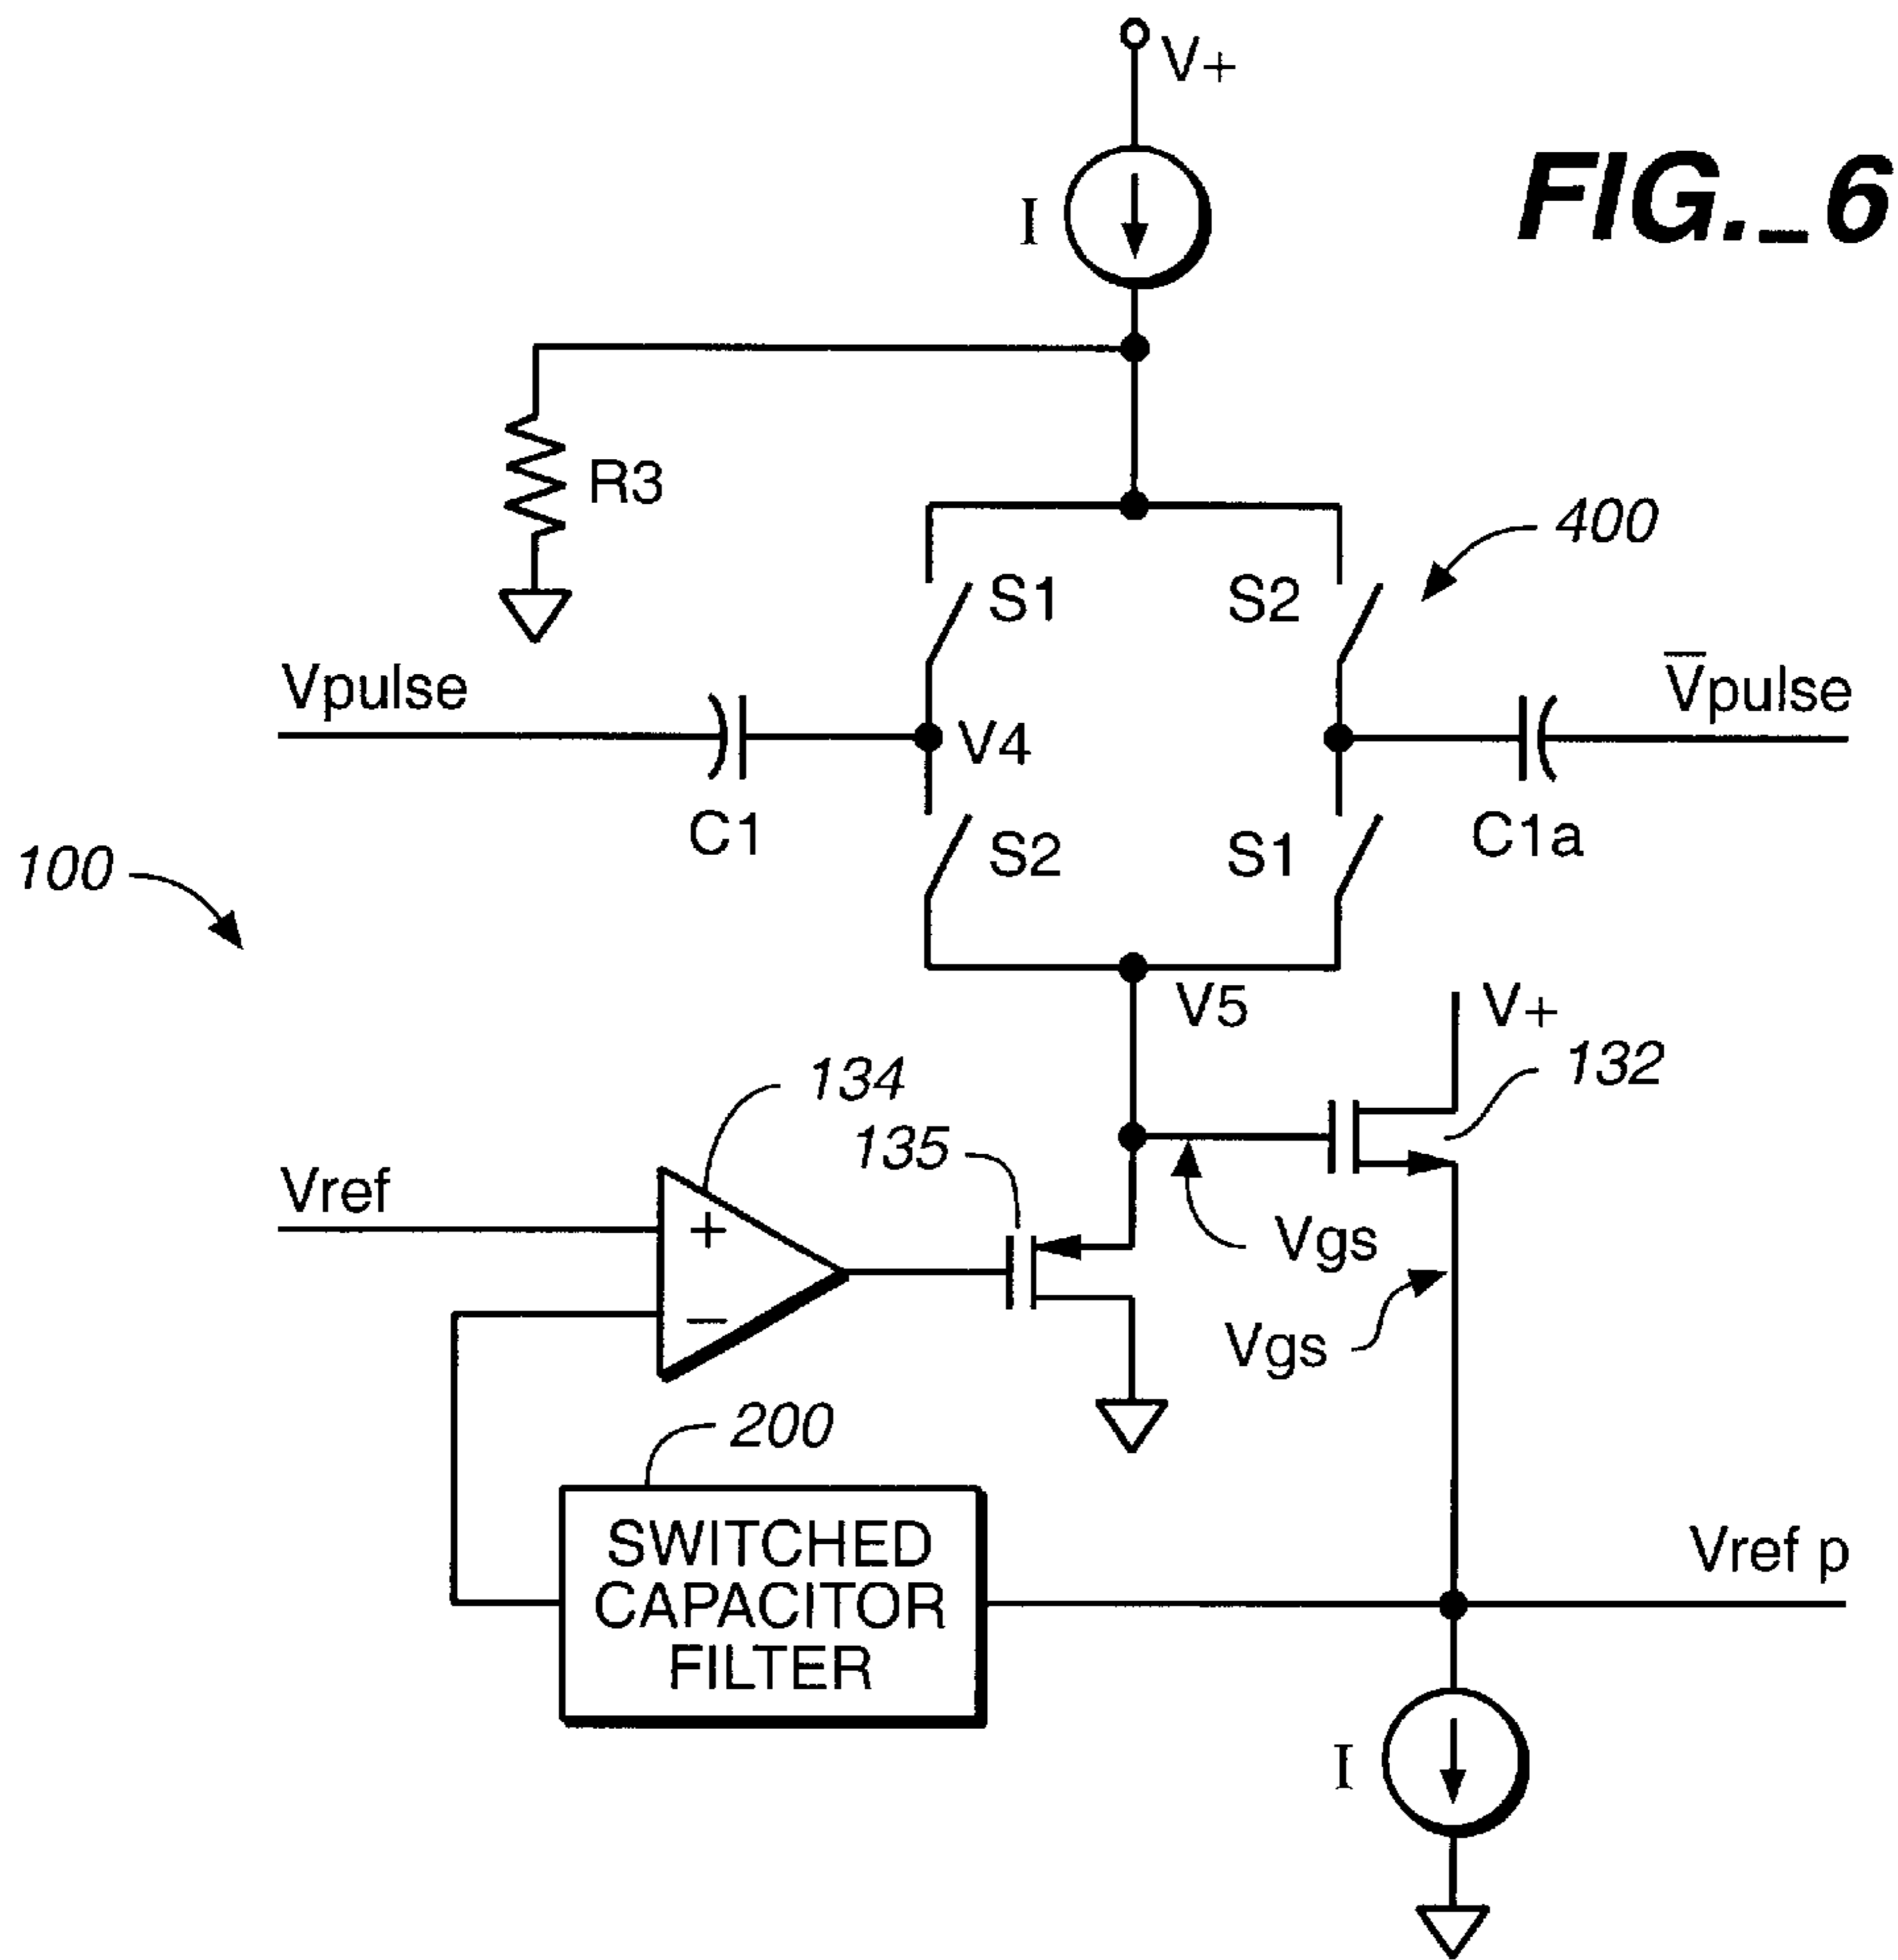 V+
FIG._6
I
R3
400
S1
S2
Vpulse
V̅pulse
V4
C1
S2
S1
C1a
100
V5
V+
132
134
135
Vref
+
−
Vgs
Vgs
200
SWITCHED
CAPACITOR
FILTER
Vref p
I